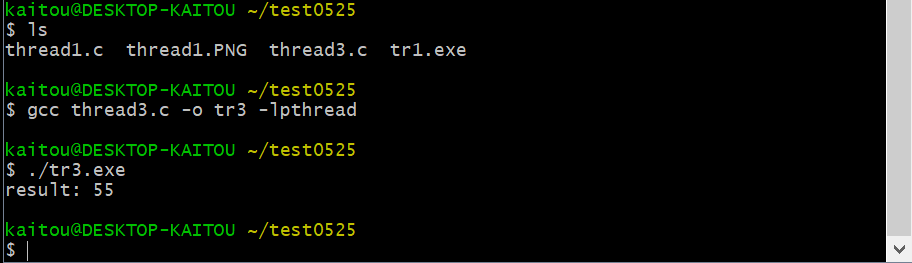 kaitou@DESKTOP-KAITOU ~/test0525
$ ls
thread1.c  thread1.PNG  thread3.c  tr1.exe
kaitou@DESKTOP-KAITOU ~/test0525
$ gcc thread3.c -o tr3 -lpthread
kaitou@DESKTOP-KAITOU ~/test0525
$ ./tr3.exe
result: 55
kaitou@DESKTOP-KAITOU ~/test0525
$